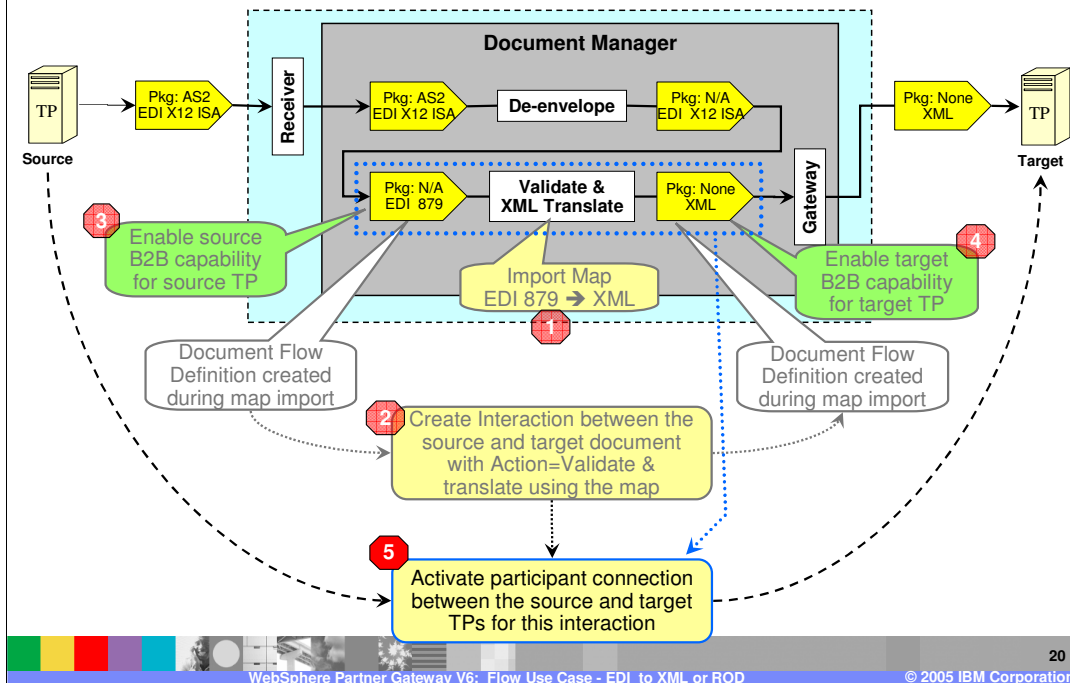 Document Manager
TP
Source
Pkg: AS2
EDI X12 ISA
Receiver
Pkg: AS2
EDI X12 ISA
De-envelope
Pkg: N/A
EDI X12 ISA
Pkg: None
XML
TP
Target
Pkg: N/A
EDI 879
Validate &
XML Translate
Pkg: None
XML
Gateway
3
Enable source
B2B capability
for source TP
Import Map
EDI 879 ➔ XML
1
4
Enable target
B2B capability
for target TP
Document Flow
Definition created
during map import
Document Flow
Definition created
during map import
2
Create Interaction between the
source and target document
with Action=Validate &
translate using the map
5
Activate participant connection
between the source and target
TPs for this interaction
20
WebSphere Partner Gateway V6: Flow Use Case - EDI to XML or ROD
© 2005 IBM Corporation